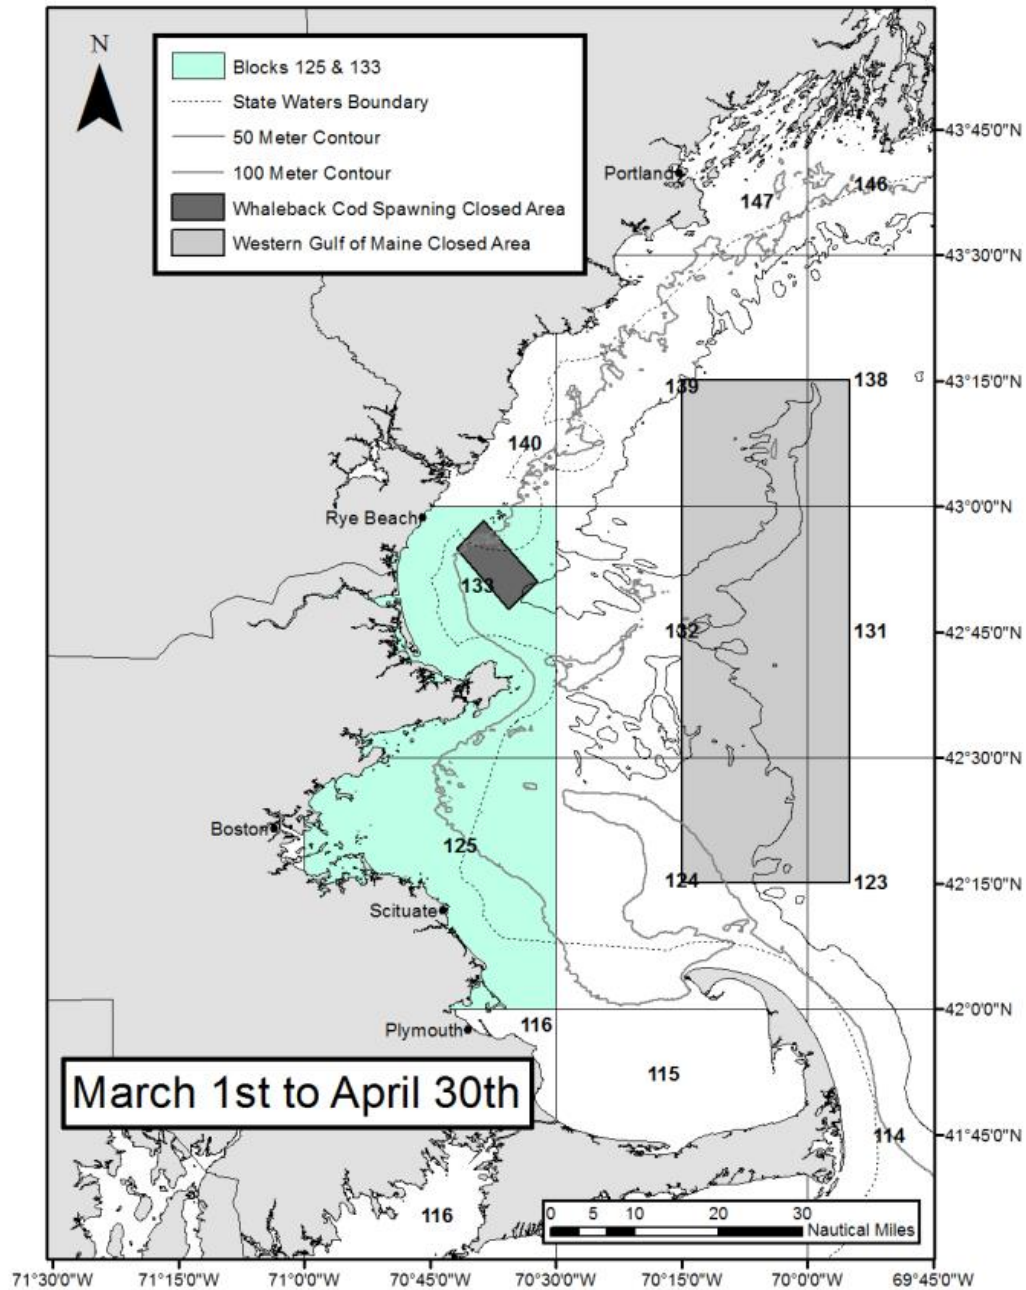 N
Blocks 125 & 133
State Waters Boundary
50 Meter Contour
100 Meter Contour
Whaleback Cod Spawning Closed Area
Western Gulf of Maine Closed Area
43°45'0"N
Portland
146
147
43°30'0"N
139
138
43°15'0"N
140
43°0'0"N
Rye Beach
133
132
131
42°45'0"N
42°30'0"N
Boston
125
124
123
42°15'0"N
Scituate
42°0'0"N
Plymouth
116
115
March 1st to April 30th
114
41°45'0"N
116
0 5 10 20 30
Nautical Miles
71°30'0"W 71°15'0"W 71°0'0"W 70°45'0"W 70°30'0"W 70°15'0"W 70°0'0"W 69°45'0"W